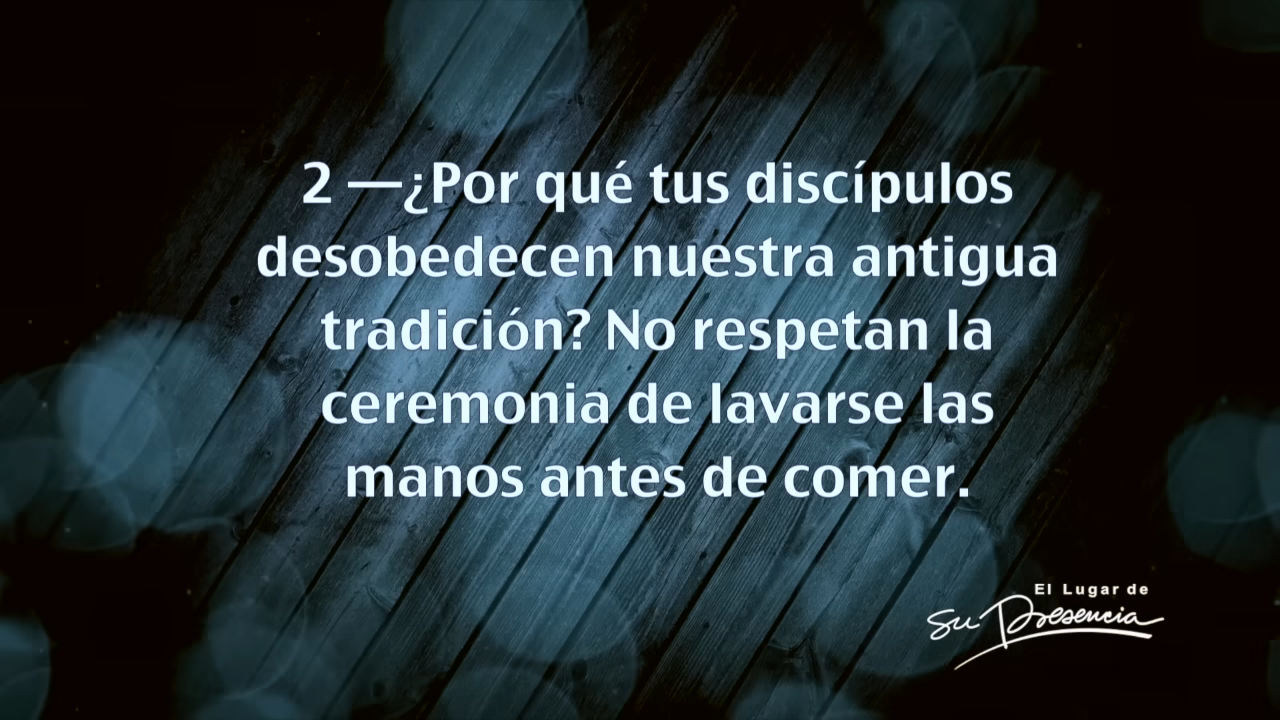 2 —¿Por qué tus discípulos
desobedecen nuestra antigua
tradición? No respetan la
ceremonia de lavarse las
manos antes de comer.
El Lugar de
Su Presencia